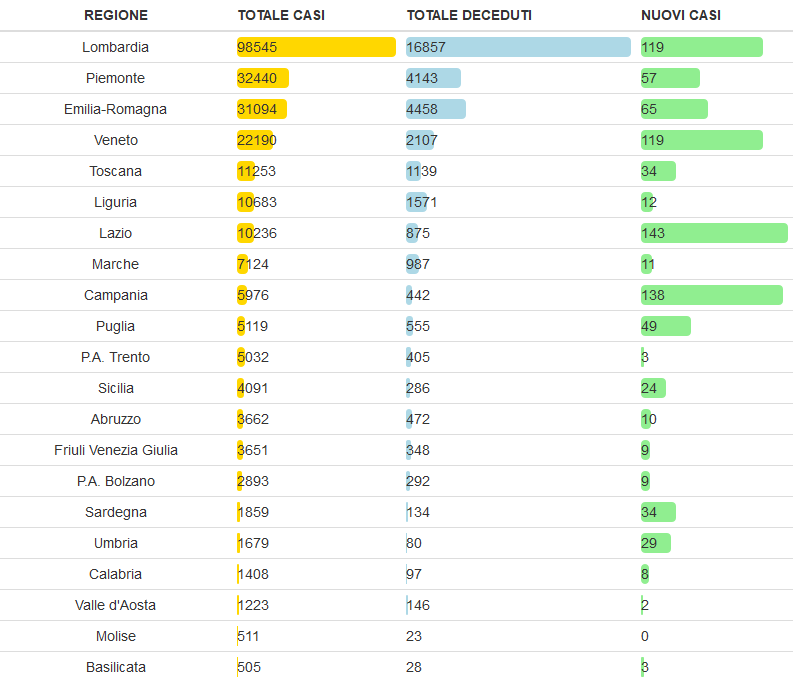 REGIONE TOTALE CASI TOTALE DECEDUTI NUOVI CASI
Lombardia 98545 16857 119
Piemonte 32440 4143 57
Emilia-Romagna 31094 4458 65
Veneto 22190 2107 119
Toscana 11253 1139 34
Liguria 10683 1571 12
Lazio 10236 875 143
Marche 7124 987 11
Campania 5976 442 138
Puglia 5119 555 49
P.A. Trento 5032 405 3
Sicilia 4091 286 24
Abruzzo 3662 472 10
Friuli Venezia Giulia 3651 348 9
P.A. Bolzano 2893 292 9
Sardegna 1859 134 34
Umbria 1679 80 29
Calabria 1408 97 8
Valle d'Aosta 1223 146 2
Molise 511 23 0
Basilicata 505 28 3